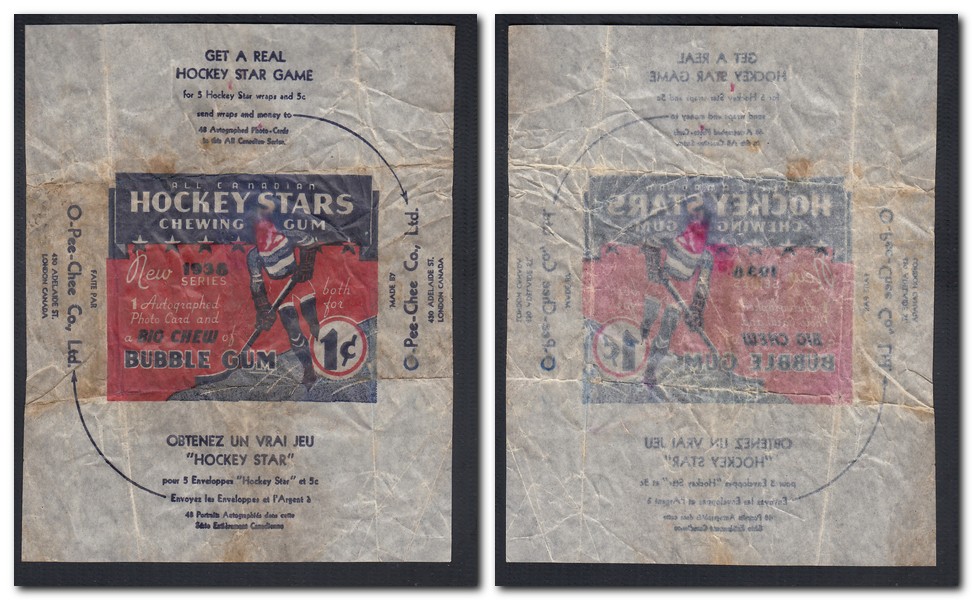 GET A REAL
HOCKEY STAR GAME
for 5 Hockey Star wraps and 5c
send wraps and money to
48 Autographed Photo-Cards
in this All Canadian Series.
ALL CANADIAN
HOCKEY STARS
CHEWING GUM
New 1938
SERIES
1 Autographed
Photo Card and
a BIG CHEW of
BUBBLE GUM
both
for
1¢
MADE BY
O-Pee-Chee Co., Ltd.
430 ADELAIDE ST.
LONDON CANADA
FAITE PAR
O-Pee-Chee Co., Ltd.
430 ADELAIDE ST.
LONDON CANADA
OBTENEZ UN VRAI JEU
"HOCKEY STAR"
pour 5 Enveloppes "Hockey Star" et 5c
Envoyez les Enveloppes et l'Argent à
48 Portraits Autographiés dans cette
Série Entièrement Canadienne